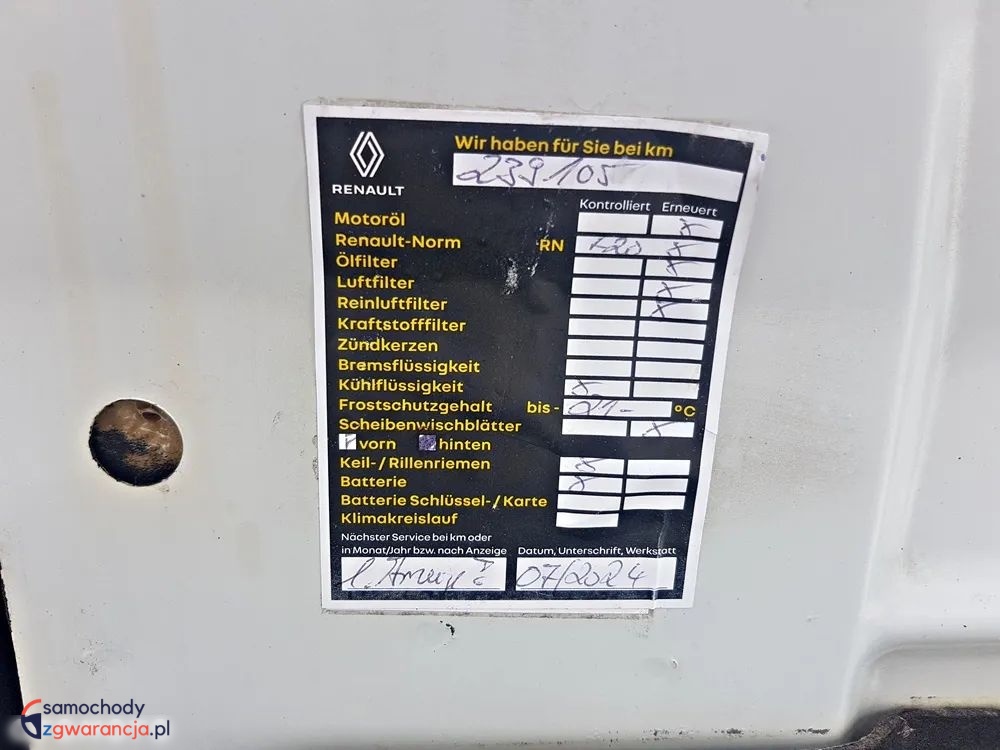 RENAULT
Wir haben für Sie bei km
239105
Kontrolliert Erneuert
Motoröl x
Renault-Norm RN x
Ölfilter x
Luftfilter x
Reinluftfilter x
Kraftstofffilter
Zündkerzen
Bremsflüssigkeit
Kühlflüssigkeit x
Frostschutzgehalt bis - °C
Scheibenwischblätter x
vorn hinten
Keil-/Rillenriemen x
Batterie x
Batterie Schlüssel-/Karte
Klimakreislauf
Nächster Service bei km oder
in Monat/Jahr bzw. nach Anzeige Datum, Unterschrift, Werkstatt
07/2024
samochody
zgwarancja.pl